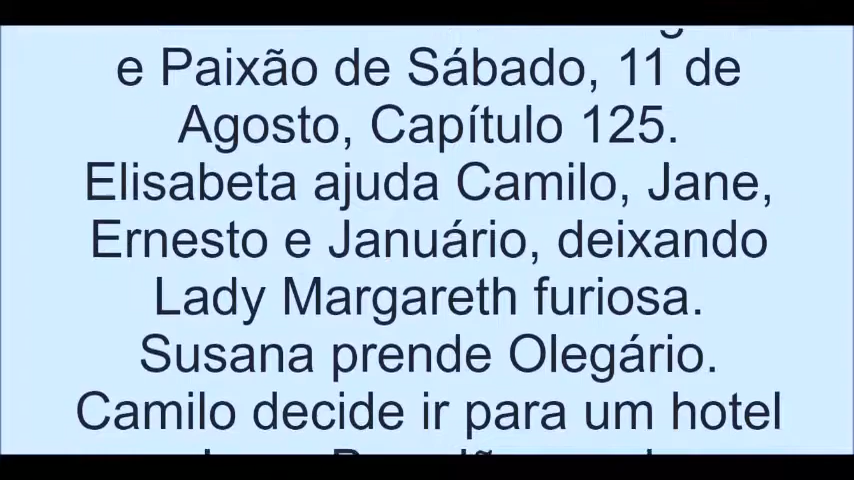 e Paixão de Sábado, 11 de
Agosto, Capítulo 125.
Elisabeta ajuda Camilo, Jane,
Ernesto e Januário, deixando
Lady Margareth furiosa.
Susana prende Olegário.
Camilo decide ir para um hotel